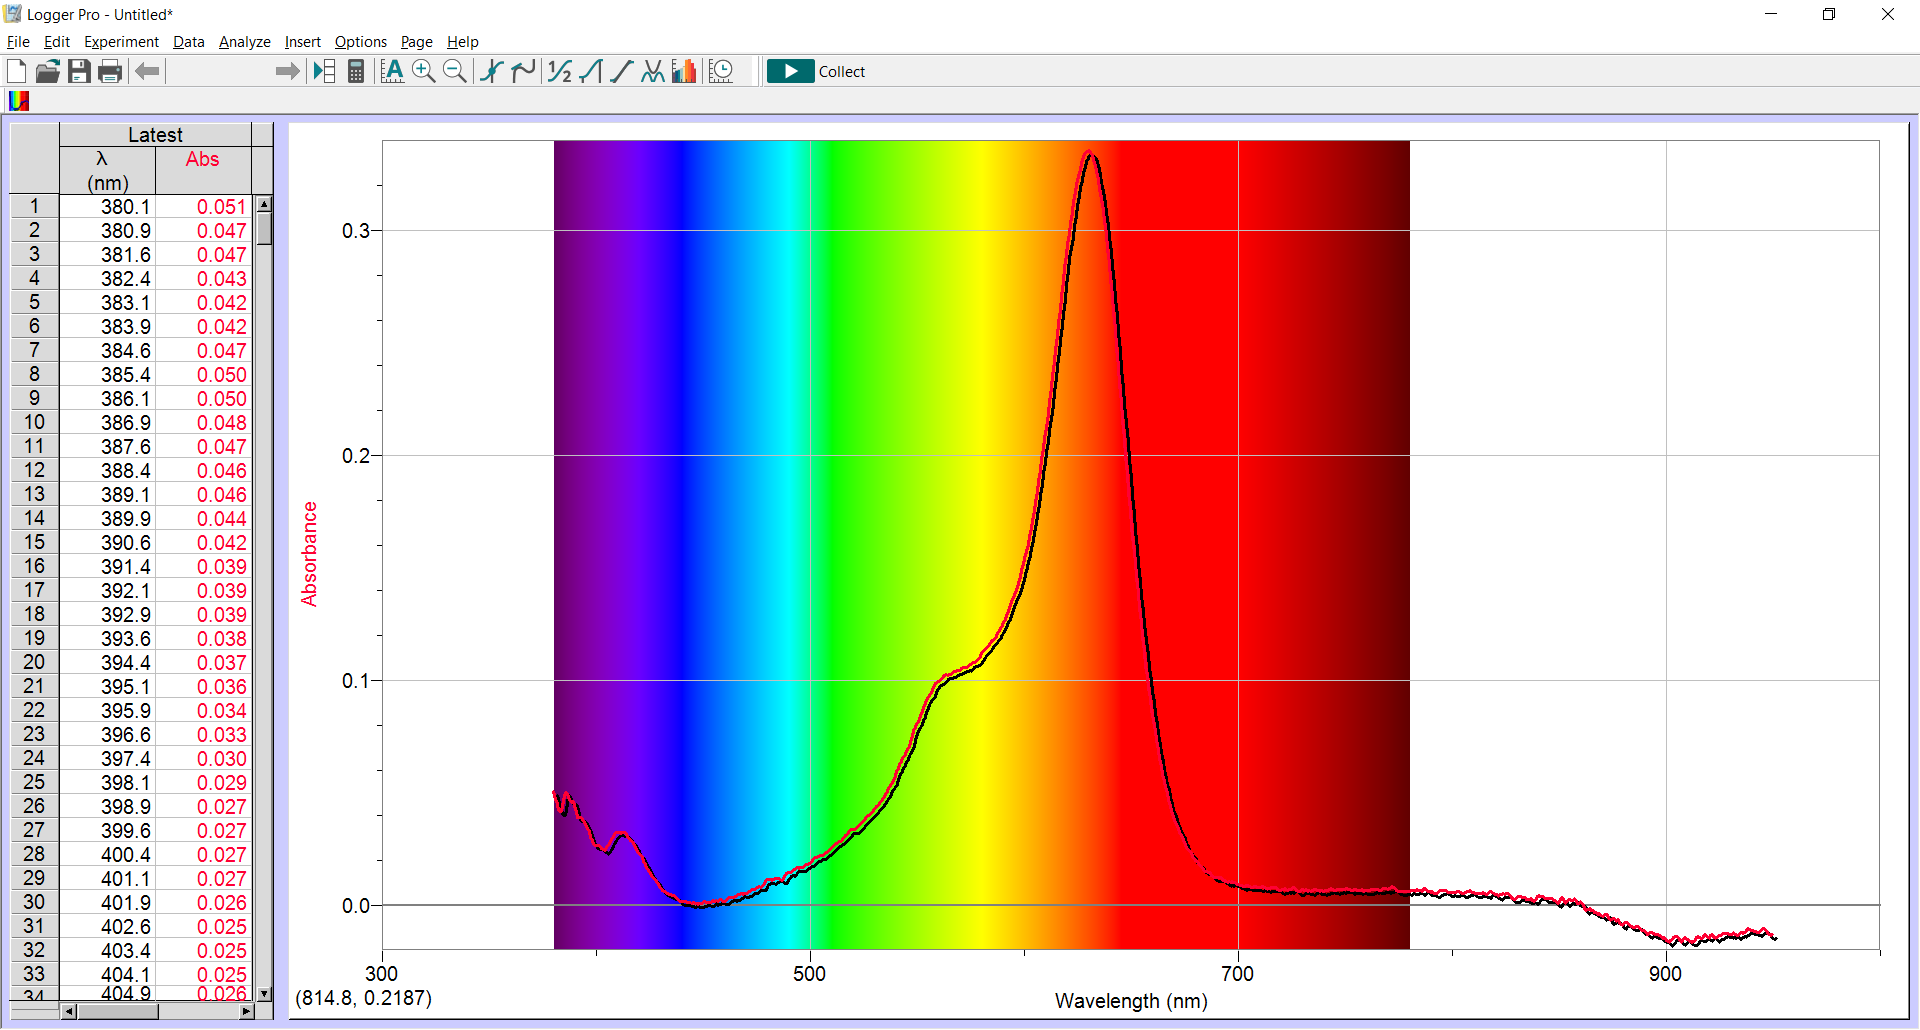 Logger Pro - Untitled*
File Edit Experiment Data Analyze Insert Options Page Help
Collect
Latest
λ Abs
(nm)
1 380.1 0.051
2 380.9 0.047
3 381.6 0.047
4 382.4 0.043
5 383.1 0.042
6 383.9 0.042
7 384.6 0.047
8 385.4 0.050
9 386.1 0.050
10 386.9 0.048
11 387.6 0.047
12 388.4 0.046
13 389.1 0.046
14 389.9 0.044
15 390.6 0.042
16 391.4 0.039
17 392.1 0.039
18 392.9 0.039
19 393.6 0.038
20 394.4 0.037
21 395.1 0.036
22 395.9 0.034
23 396.6 0.033
24 397.4 0.030
25 398.1 0.029
26 398.9 0.027
27 399.6 0.027
28 400.4 0.027
29 401.1 0.027
30 401.9 0.026
31 402.6 0.025
32 403.4 0.025
33 404.1 0.025
34 404.9 0.026
Absorbance
0.3
0.2
0.1
0.0
300 500 700 900
(814.8, 0.2187)
Wavelength (nm)